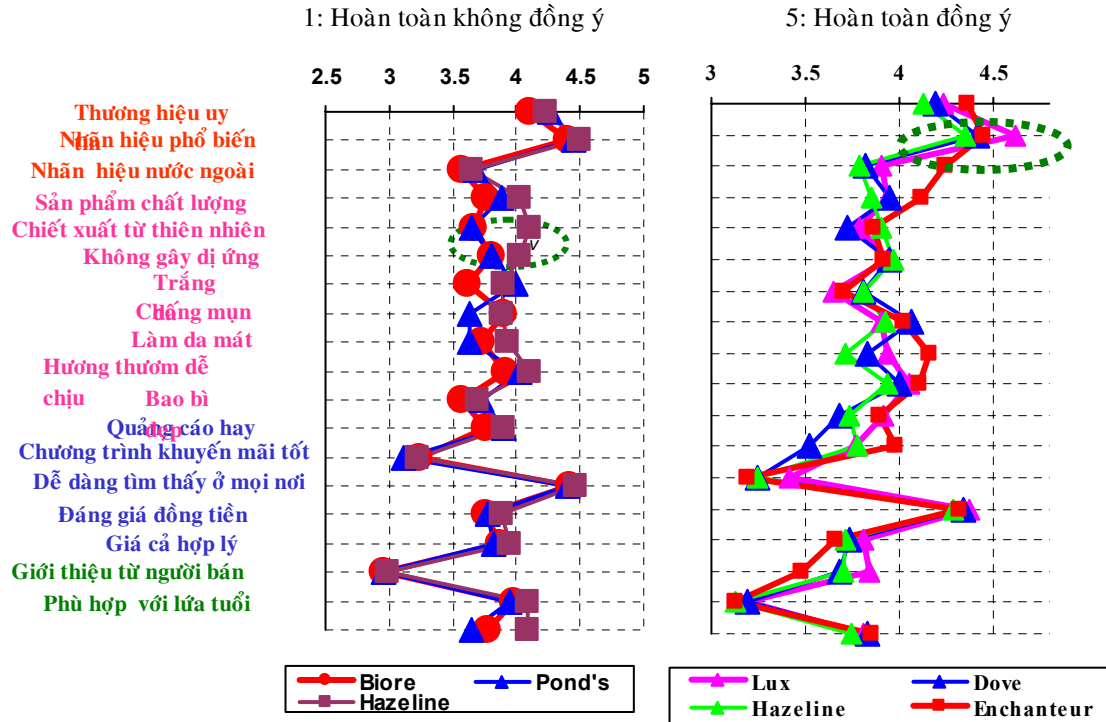 1: Hoàn toàn không đồng ý
5: Hoàn toàn đồng ý
2.5 3 3.5 4 4.5 5
3 3.5 4 4.5
Thương hiệu uy
tín
Nhãn hiệu phổ biến
Nhãn hiệu nước ngoài
Sản phẩm chất lượng
Chiết xuất từ thiên nhiên
Không gây dị ứng
Trắng
da
Chống mụn
Làm da mát
Hương thươm dễ
chịu
Bao bì
đẹp
Quảng cáo hay
Chương trình khuyến mãi tốt
Dễ dàng tìm thấy ở mọi nơi
Đáng giá đồng tiền
Giá cả hợp lý
Giới thiệu từ người bán
Phù hợp với lứa tuổi
v
Biore
Pond's
Hazeline
Lux
Dove
Hazeline
Enchanteur